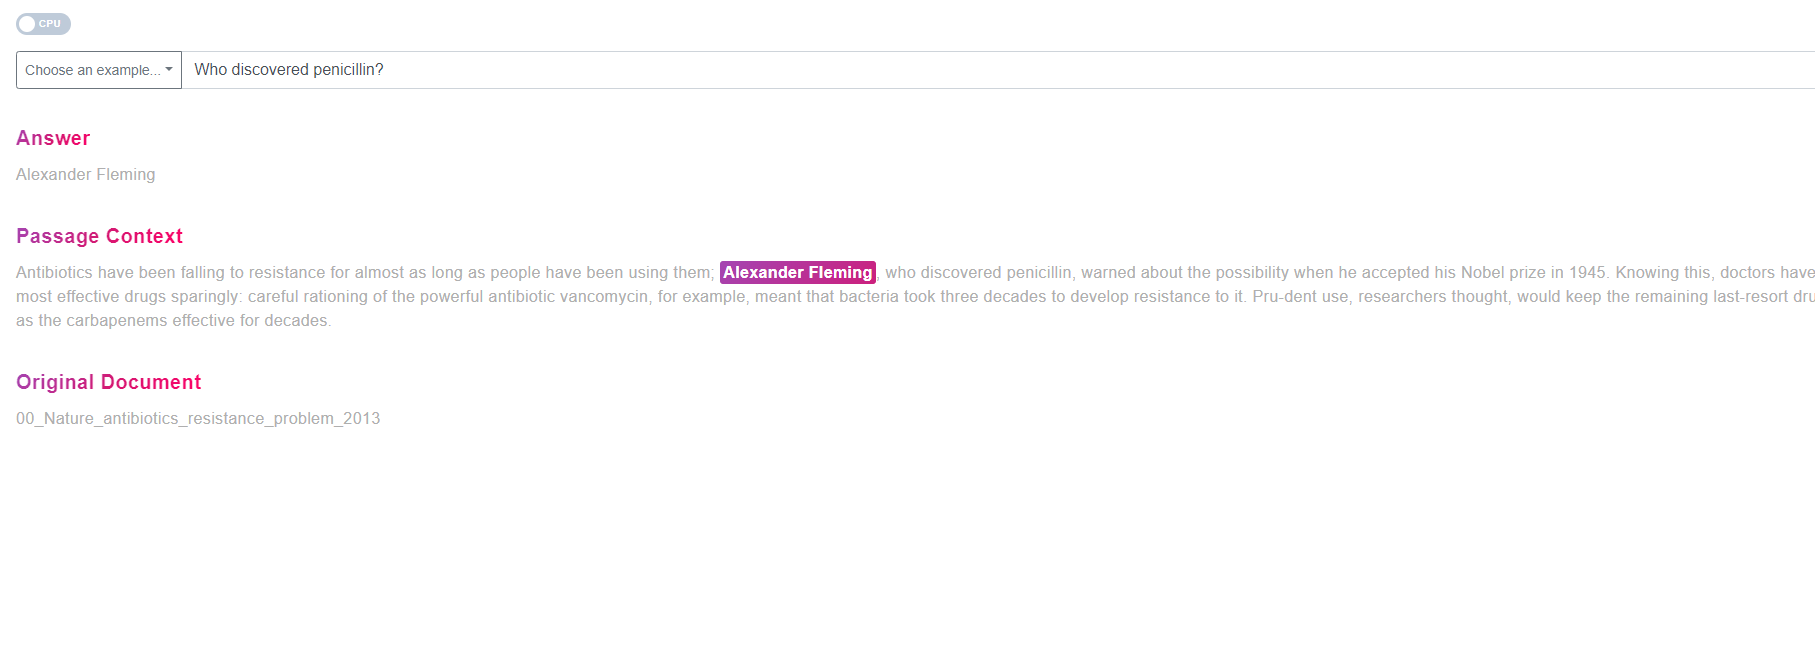 CPU
Choose an example... Who discovered penicillin?
Answer
Alexander Fleming
Passage Context
Antibiotics have been falling to resistance for almost as long as people have been using them; Alexander Fleming, who discovered penicillin, warned about the possibility when he accepted his Nobel prize in 1945. Knowing this, doctors have
most effective drugs sparingly: careful rationing of the powerful antibiotic vancomycin, for example, meant that bacteria took three decades to develop resistance to it. Pru-dent use, researchers thought, would keep the remaining last-resort
as the carbapenems effective for decades.
Original Document
00_Nature_antibiotics_resistance_problem_2013